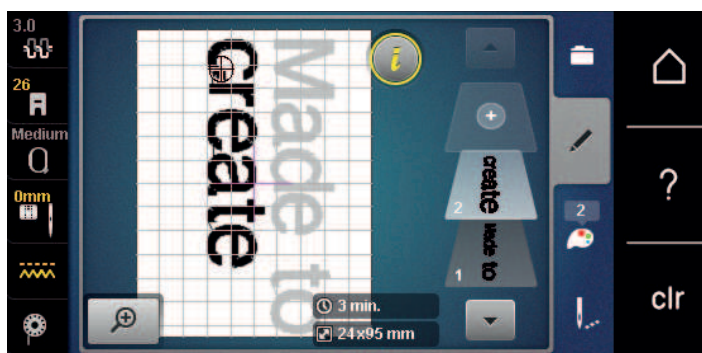 3.0
26
Medium
0mm
create
Made to
i
3 min.
24x95 mm
+
create
2
Made to
1
2
?
clr